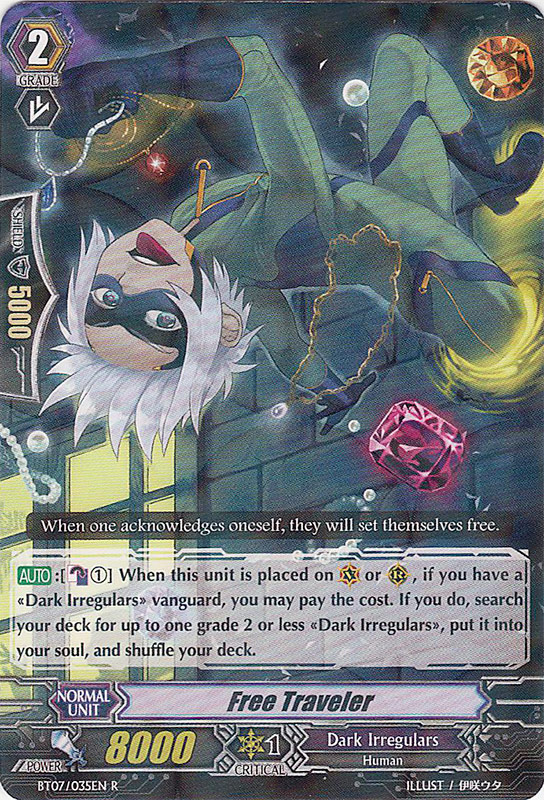 2
GRADE
SHIELD
5000
When one acknowledges oneself, they will set themselves free.
AUTO:[①] When this unit is placed on V or R, if you have a
«Dark Irregulars» vanguard, you may pay the cost. If you do, search
your deck for up to one grade 2 or less «Dark Irregulars», put it into
your soul, and shuffle your deck.
NORMAL
UNIT
Free Traveler
POWER
8000
1
CRITICAL
Dark Irregulars
Human
BT07/035EN R
ILLUST / 伊咲ウタ